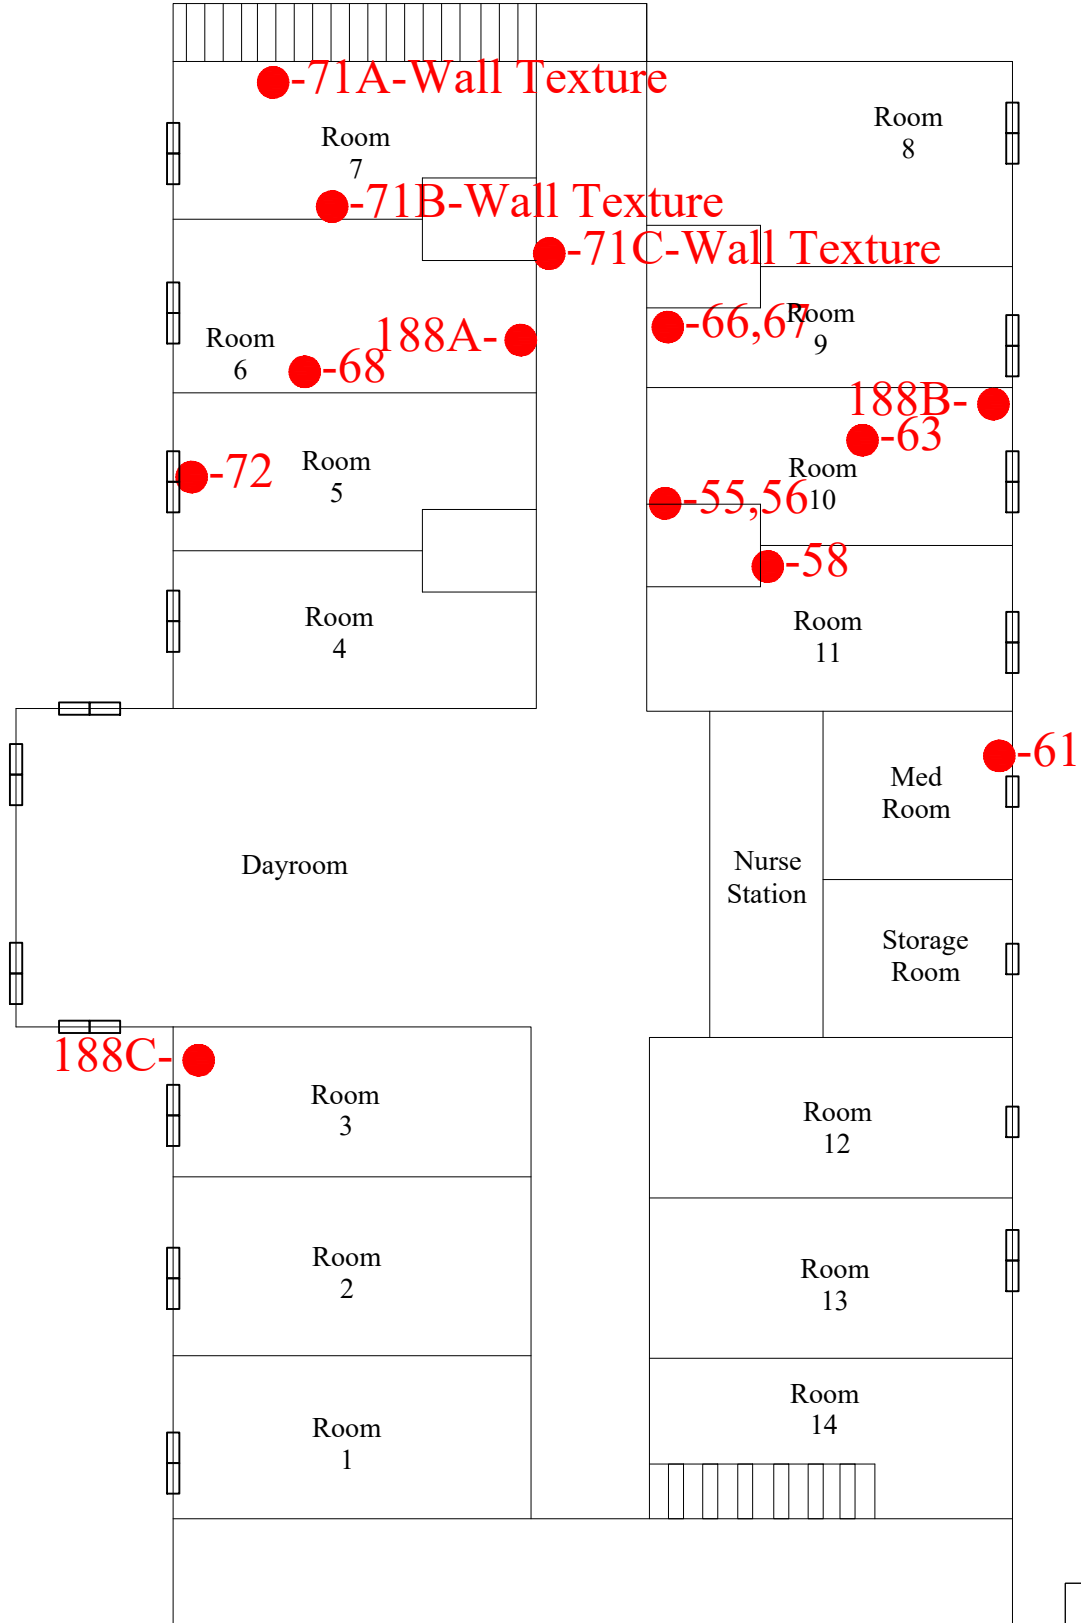 -71A-Wall Texture
Room
7
Room
8
-71B-Wall Texture
-71C-Wall Texture
188A-
-66,67
Room
9
Room
6
-68
188B-
-63
-72
Room
5
Room
10
-55,56
-58
Room
4
Room
11
-61
Med
Room
Dayroom
Nurse
Station
Storage
Room
188C-
Room
3
Room
12
Room
2
Room
13
Room
1
Room
14